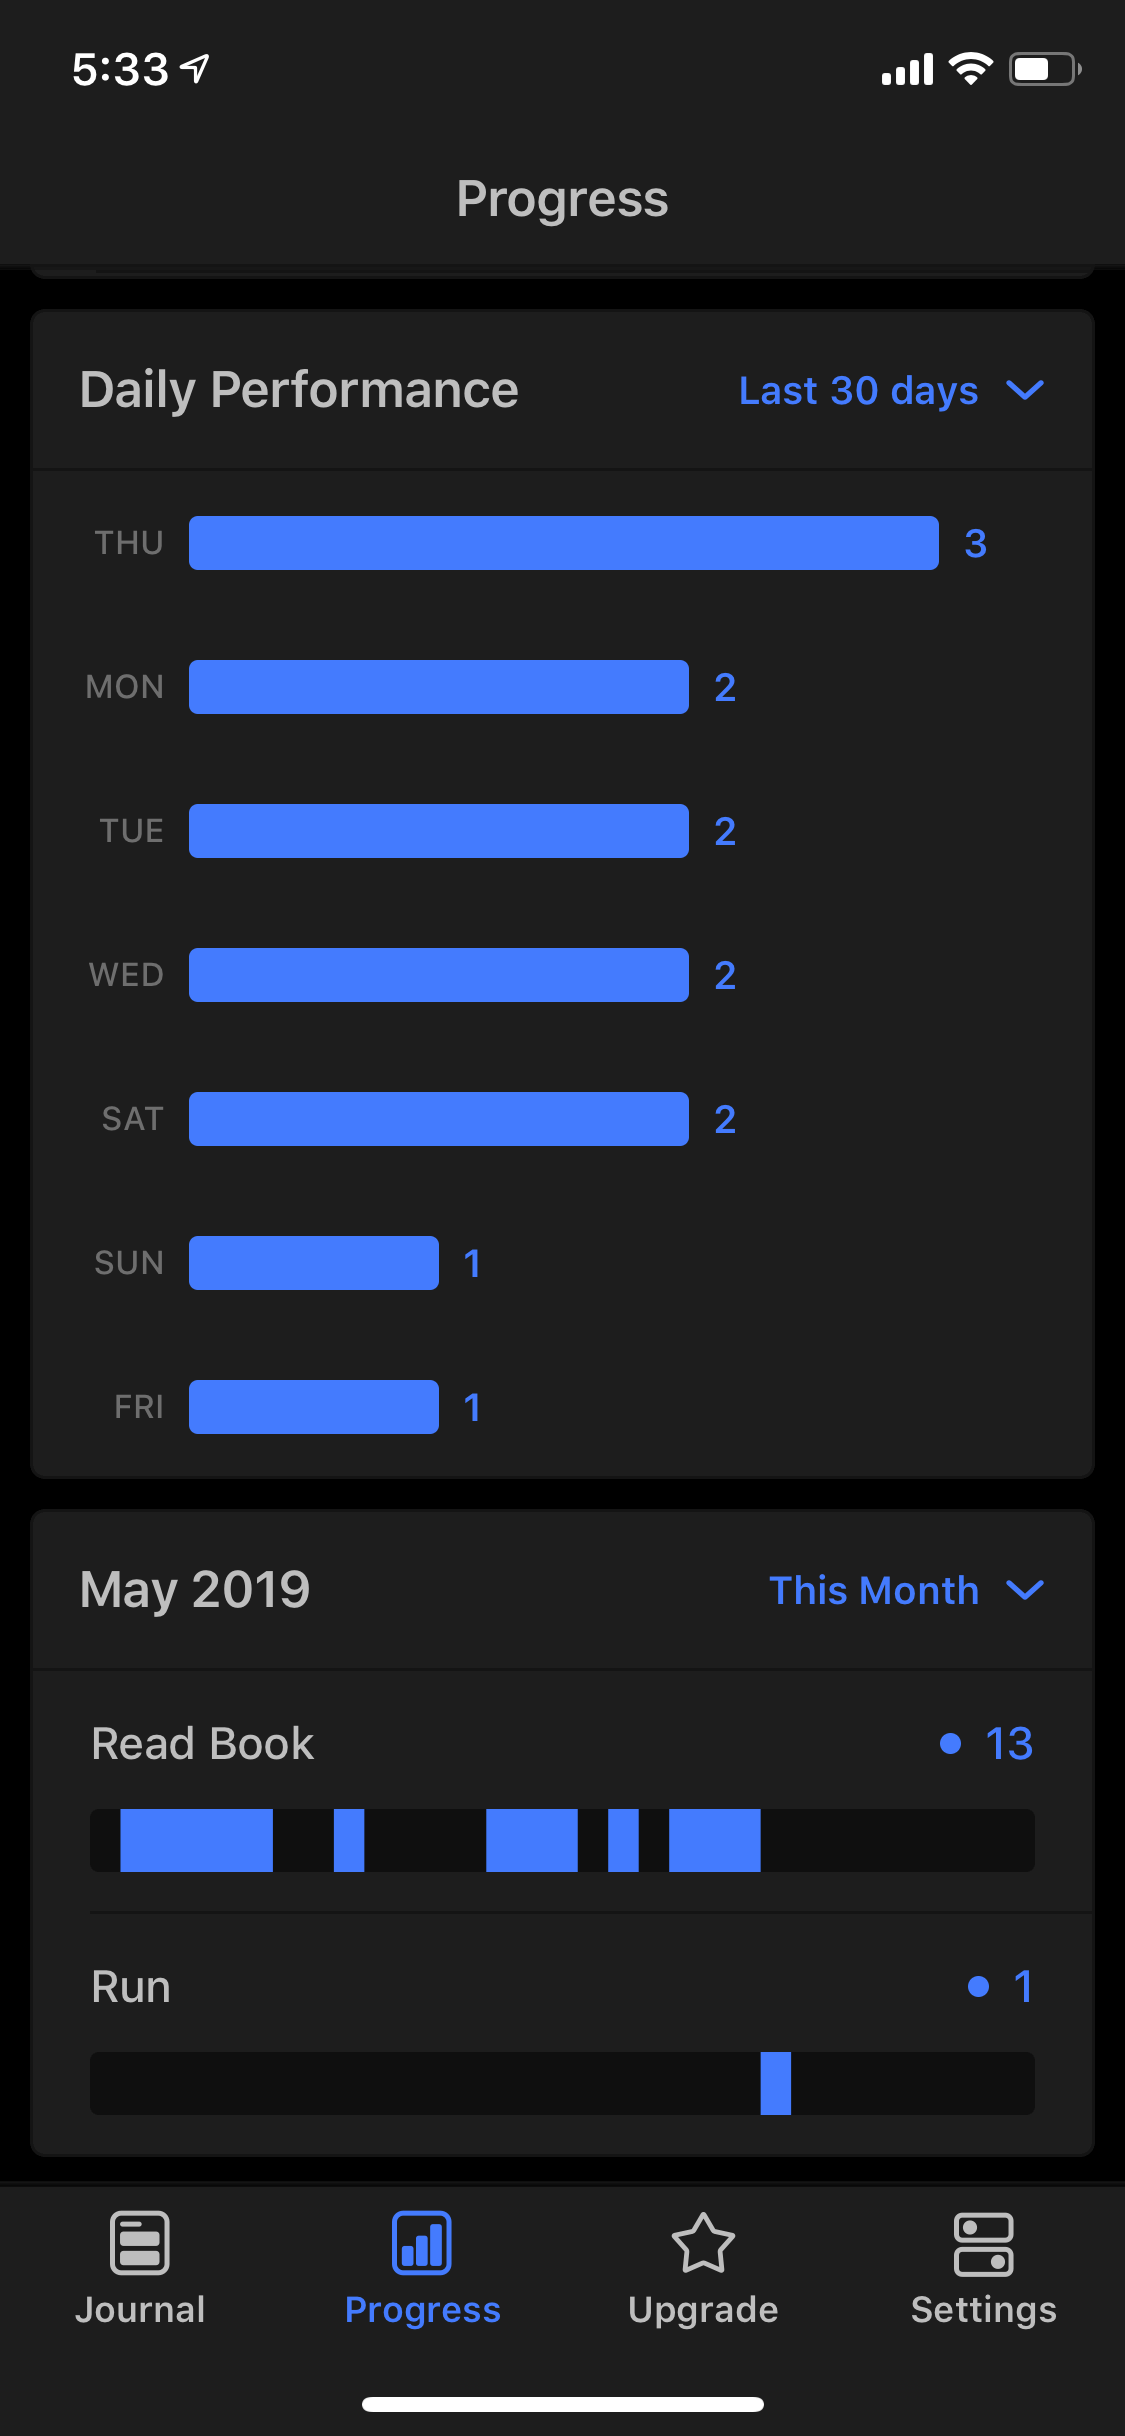 5:33
Progress
Daily Performance Last 30 days
THU 3
MON 2
TUE 2
WED 2
SAT 2
SUN 1
FRI 1
May 2019 This Month
Read Book 13
Run 1
Journal Progress Upgrade Settings